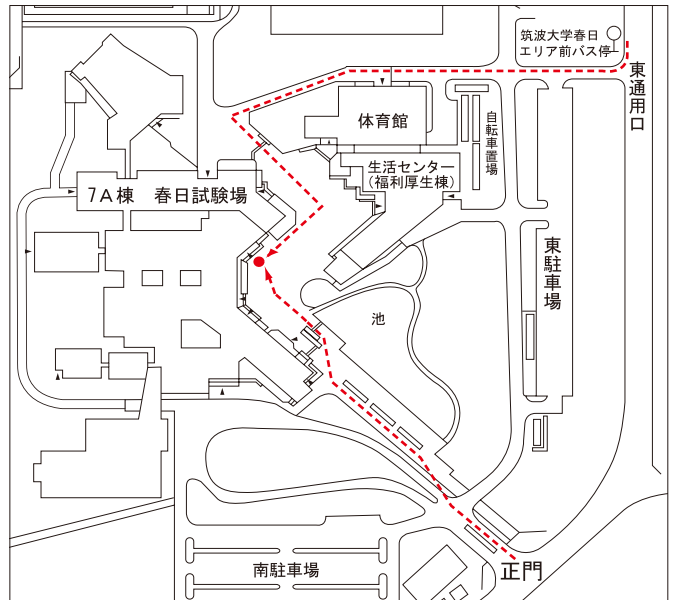 筑波大学春日
エリア前バス停
東通用口
体育館
自転車置場
生活センター
(福利厚生棟)
7A棟 春日試験場
東駐車場
池
南駐車場
正門